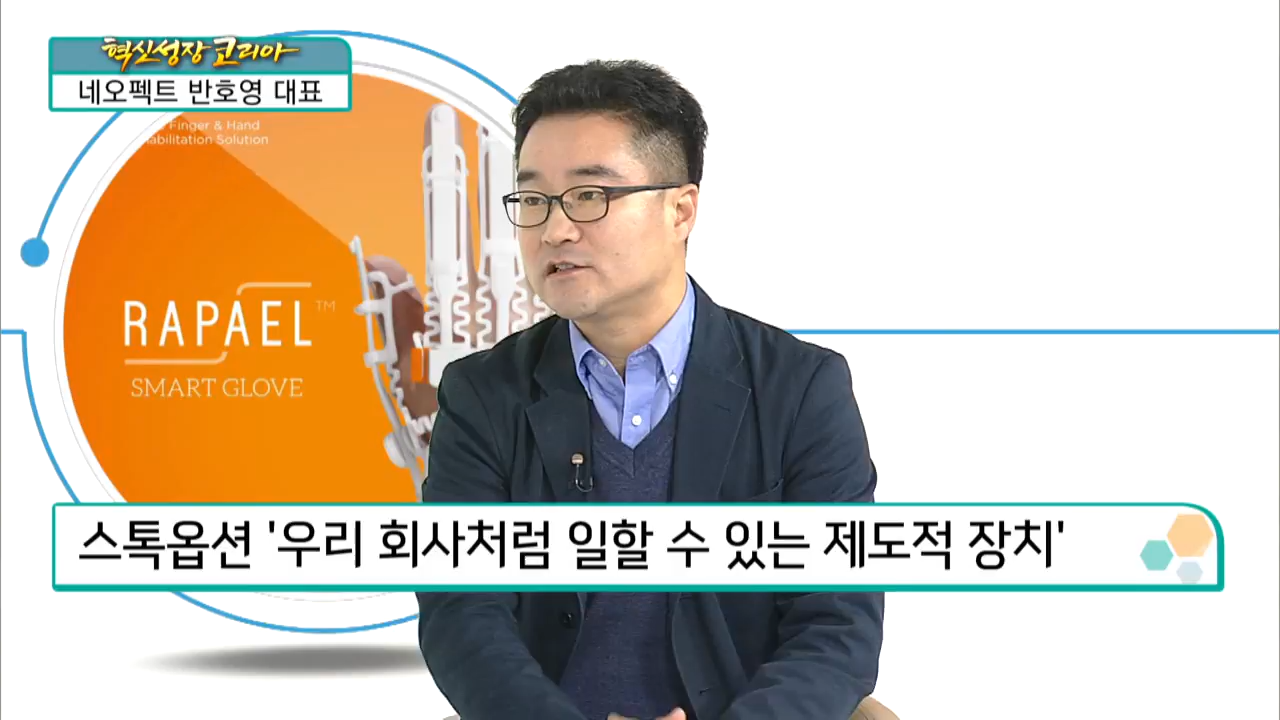 혁신성장 코리아
네오펙트 반호영 대표
Finger & Hand
Solution
RAPAEL™
SMART GLOVE
스톡옵션 '우리 회사처럼 일할 수 있는 제도적 장치'